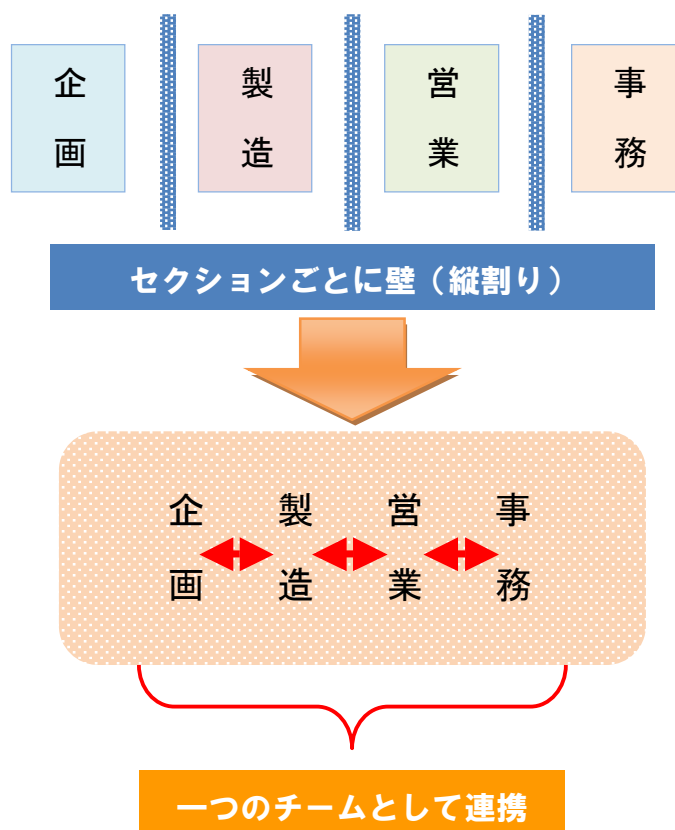 企画
製造
営業
事務
セクションごとに壁（縦割り）
企画
製造
営業
事務
一つのチームとして連携